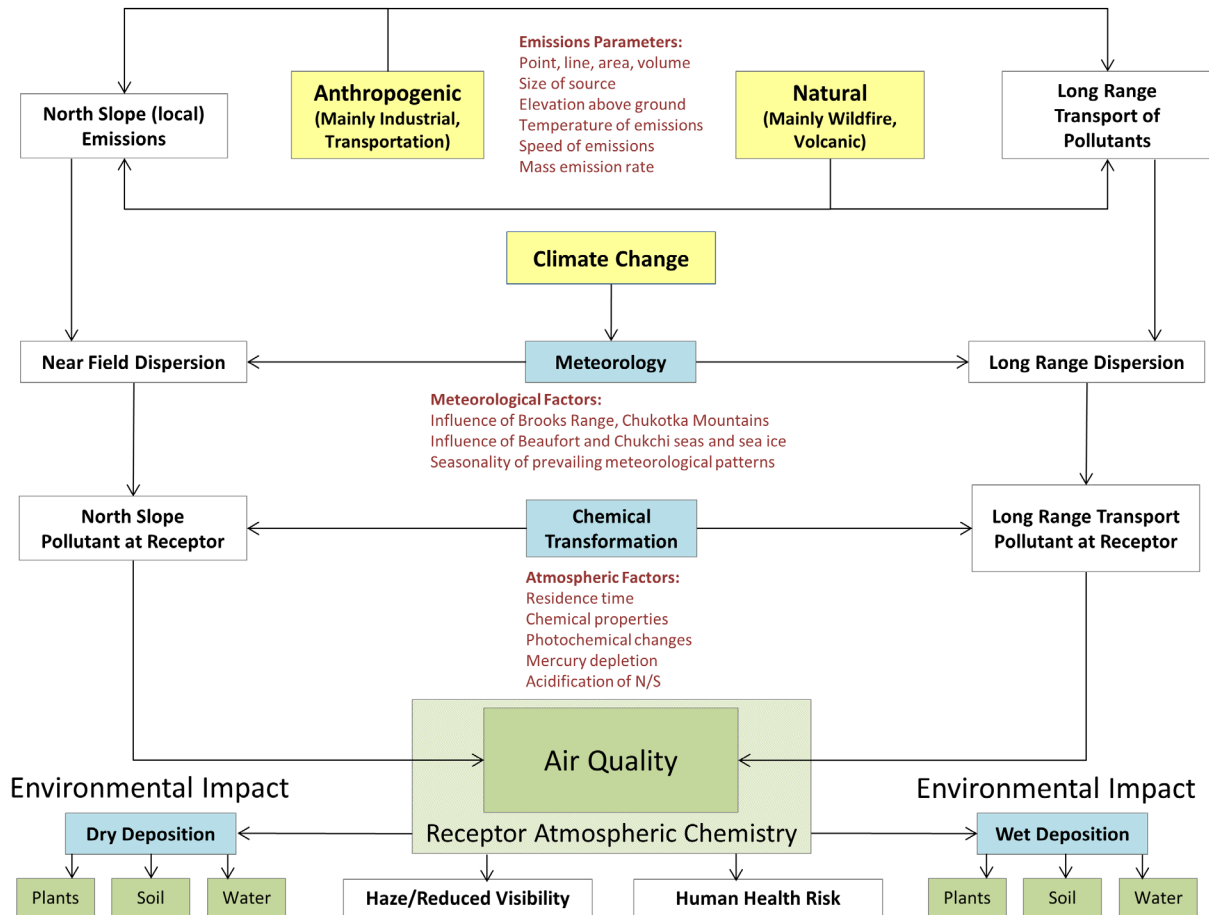 Emissions Parameters:
Point, line, area, volume
Size of source
Elevation above ground
Temperature of emissions
Speed of emissions
Mass emission rate
North Slope (local)
Emissions
Anthropogenic
(Mainly Industrial,
Transportation)
Natural
(Mainly Wildfire,
Volcanic)
Long Range
Transport of
Pollutants
Climate Change
Near Field Dispersion
Meteorology
Long Range Dispersion
Meteorological Factors:
Influence of Brooks Range, Chukotka Mountains
Influence of Beaufort and Chukchi seas and sea ice
Seasonality of prevailing meteorological patterns
North Slope
Pollutant at Receptor
Chemical
Transformation
Long Range Transport
Pollutant at Receptor
Atmospheric Factors:
Residence time
Chemical properties
Photochemical changes
Mercury depletion
Acidification of N/S
Air Quality
Receptor Atmospheric Chemistry
Environmental Impact
Dry Deposition
Plants
Soil
Water
Haze/Reduced Visibility
Human Health Risk
Environmental Impact
Wet Deposition
Plants
Soil
Water